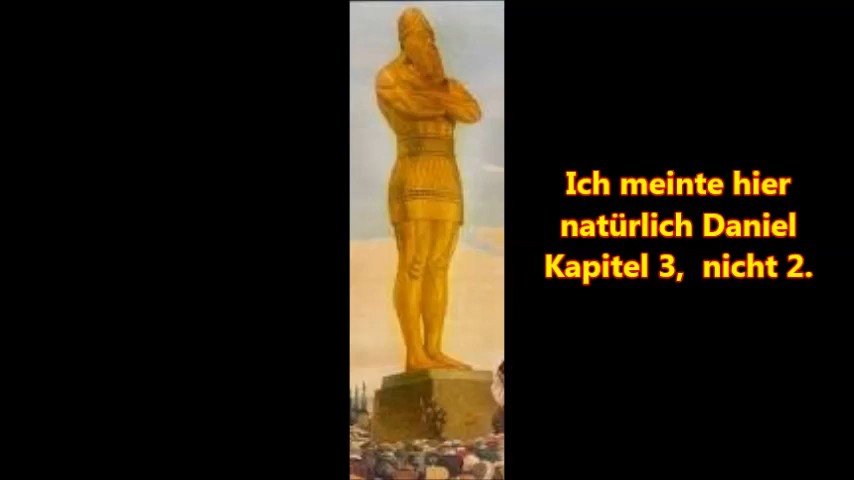 Ich meinte hier
natürlich Daniel
Kapitel 3,  nicht 2.